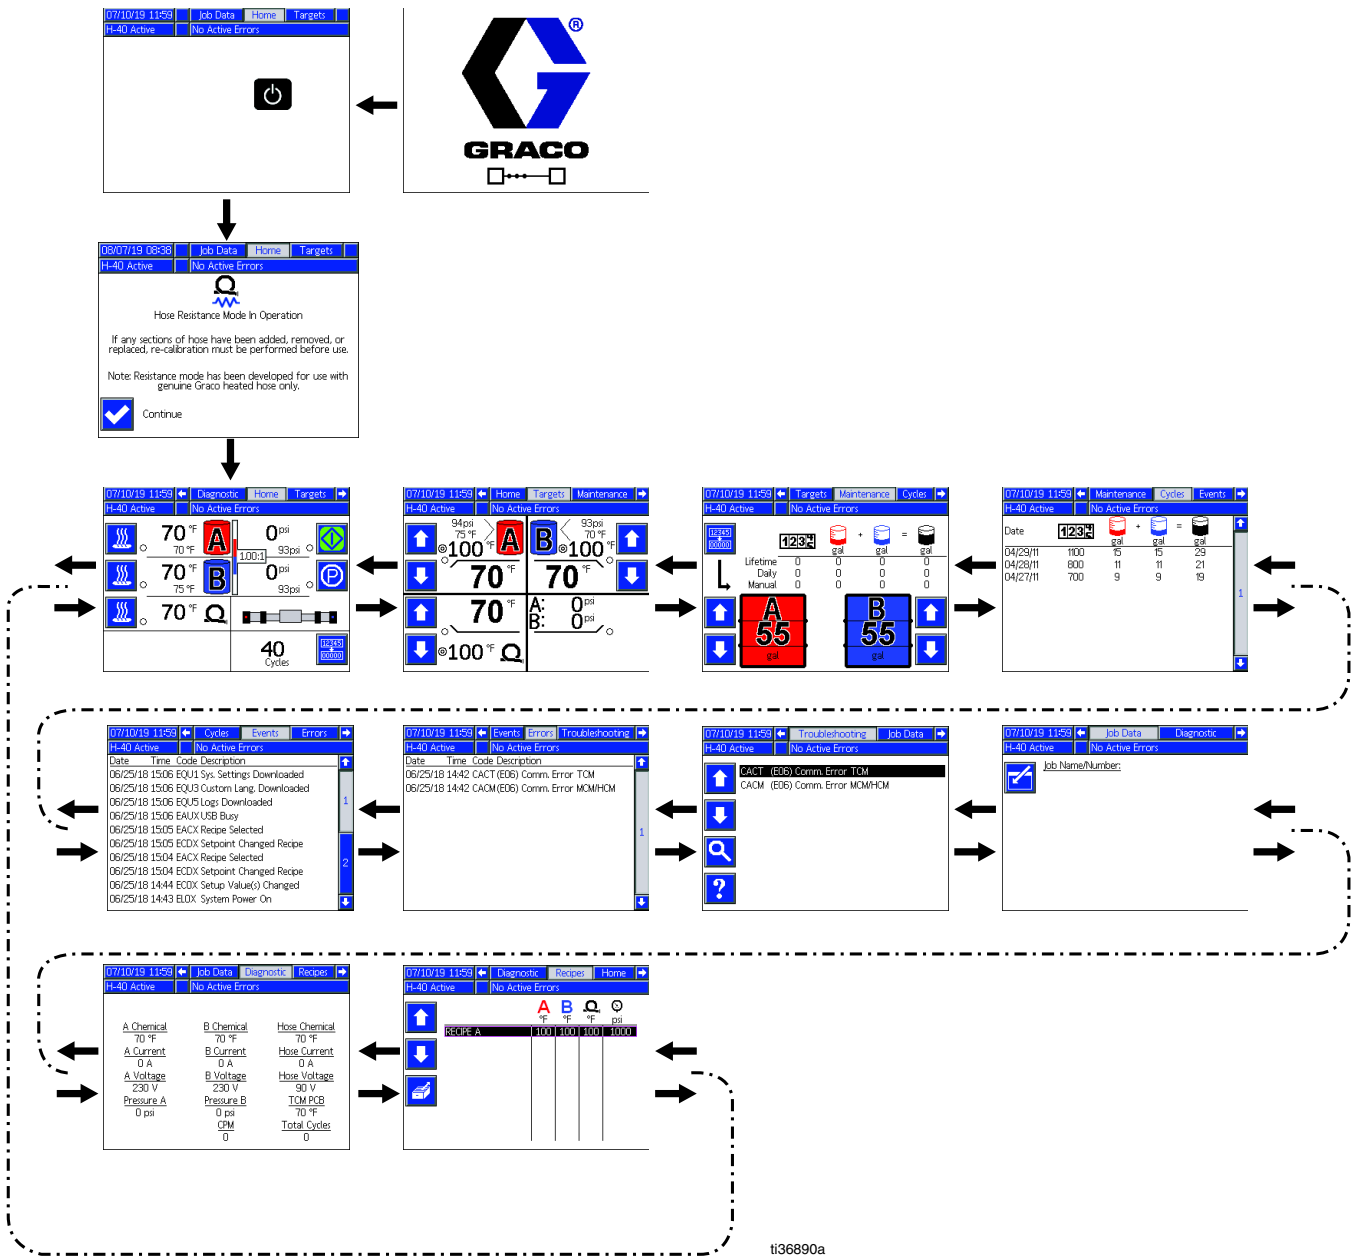 07/10/19 11:59 Job Data Home Targets
H-40 Active No Active Errors
®
GRACO
08/07/19 08:38 Job Data Home Targets
H-40 Active No Active Errors
Hose Resistance Mode In Operation
If any sections of hose have been added, removed, or
replaced, re-calibration must be performed before use.
Note: Resistance mode has been developed for use with
genuine Graco heated hose only.
Continue
07/10/19 11:59 Diagnostic Home Targets
H-40 Active No Active Errors
70 °F A 0 psi
70 °F 93psi
1.00:1
70 °F B 0 psi
75 °F 93psi
70 °F
40
Cycles
12345
00000
07/10/19 11:59 Home Targets Maintenance
H-40 Active No Active Errors
94psi 93psi
75 °F 70 °F
100 °F A B 100 °F
70 °F 70 °F
70 °F A: 0 psi
B: 0 psi
100 °F
07/10/19 11:59 Targets Maintenance Cycles
H-40 Active No Active Errors
12345
00000
1234
+ =
gal gal gal
Lifetime 0 0 0 0
Daily 0 0 0 0
Manual 0 0 0 0
A B
55 55
gal gal
07/10/19 11:59 Maintenance Cycles Events
H-40 Active No Active Errors
Date 1234 + =
gal gal gal
04/29/11 1100 15 15 29
04/28/11 800 11 11 21
04/27/11 700 9 9 19
1
07/10/19 11:59 Cycles Events Errors
H-40 Active No Active Errors
Date Time Code Description
06/25/18 15:06 EQU1 Sys. Settings Downloaded
06/25/18 15:06 EQU3 Custom Lang. Downloaded
06/25/18 15:06 EQU5 Logs Downloaded
06/25/18 15:06 EAUX USB Busy
06/25/18 15:05 EACX Recipe Selected
06/25/18 15:05 ECDX Setpoint Changed Recipe
06/25/18 15:04 EACX Recipe Selected
06/25/18 15:04 ECDX Setpoint Changed Recipe
06/25/18 14:44 EC0X Setup Value(s) Changed
06/25/18 14:43 EL0X System Power On
1
2
07/10/19 11:59 Events Errors Troubleshooting
H-40 Active No Active Errors
Date Time Code Description
06/25/18 14:42 CACT (E06) Comm. Error TCM
06/25/18 14:42 CACM (E06) Comm. Error MCM/HCM
1
07/10/19 11:59 Troubleshooting Job Data
H-40 Active No Active Errors
CACT (E06) Comm. Error TCM
CACM (E06) Comm. Error MCM/HCM
?
07/10/19 11:59 Job Data Diagnostic
H-40 Active No Active Errors
Job Name/Number:
07/10/19 11:59 Job Data Diagnostic Recipes
H-40 Active No Active Errors
A Chemical B Chemical Hose Chemical
70 °F 70 °F 70 °F
A Current B Current Hose Current
0 A 0 A 0 A
A Voltage B Voltage Hose Voltage
230 V 230 V 90 V
Pressure A Pressure B TCM PCB
0 psi 0 psi 70 °F
CPM Total Cycles
0 0
07/10/19 11:59 Diagnostic Recipes Home
H-40 Active No Active Errors
A B
°F °F °F psi
RECIPE A 100 100 100 1000
ti36890a